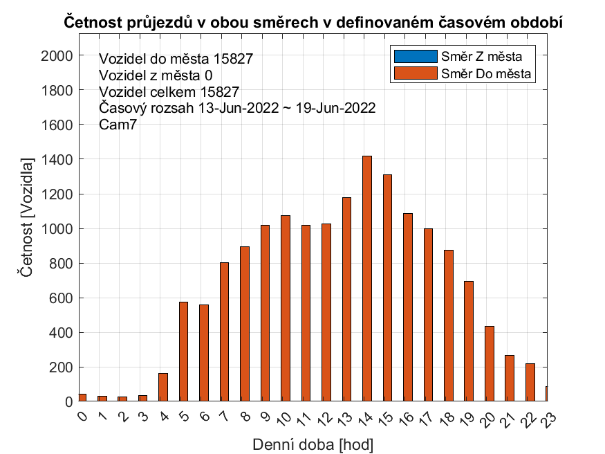 Četnost průjezdů v obou směrech v definovaném časovém období
Vozidel do města 15827
Vozidel z města 0
Vozidel celkem 15827
Časový rozsah 13-Jun-2022 ~ 19-Jun-2022
Cam7
Směr Z města
Směr Do města
Četnost [Vozidla]
2000
1800
1600
1400
1200
1000
800
600
400
200
0
0 1 2 3 4 5 6 7 8 9 10 11 12 13 14 15 16 17 18 19 20 21 22 23
Denní doba [hod]